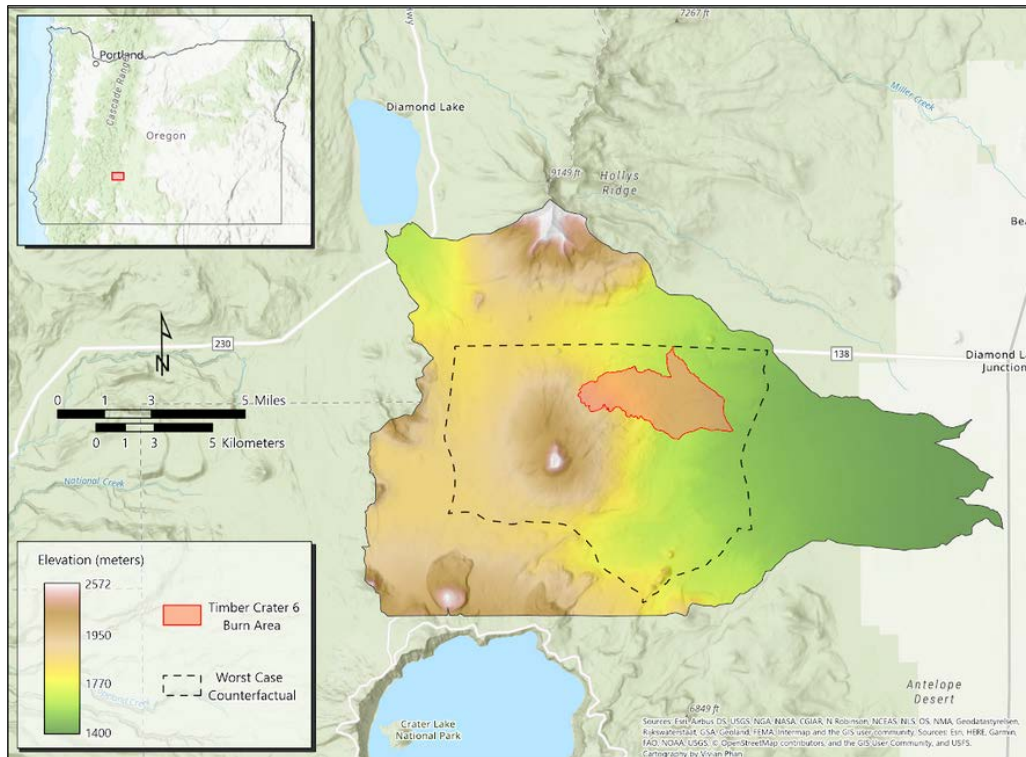 7267 ft
Portland
Cascade Range
Oregon
Hwy
Miller Creek
Diamond Lake
9149 ft
Hollys
Ridge
Be
230
138
Diamond La
Junction
N
0 1 3 5 Miles
0 1 3 5 Kilometers
National Creek
Elevation (meters)
2572
1950
1770
1400
Timber Crater 6
Burn Area
Worst Case
Counterfactual
Crater Lake
National Park
6849 ft
Antelope
Desert
Sources: Esri, Airbus DS, USGS, NGA, NASA, CGIAR, N Robinson, NCEAS, NLS, OS, NMA, Geodatastyrelsen,
Rijkswaterstaat, GSA, Geoland, FEMA, Intermap and the GIS user community, Sources: Esri, HERE, Garmin,
FAO, NOAA, USGS, © OpenStreetMap contributors, and the GIS User Community, and USFS.
Cartography by Vivian Phan